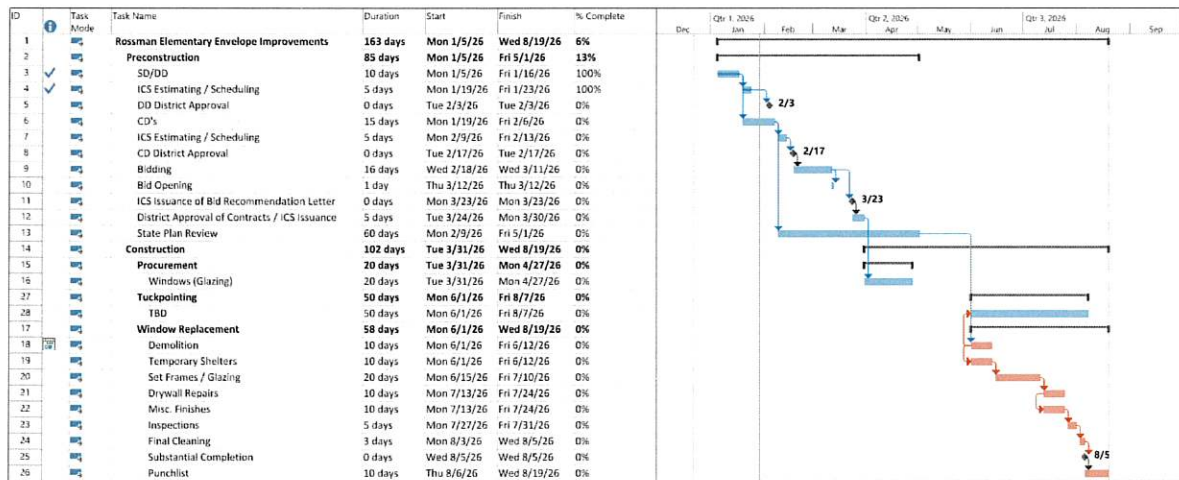 ID Task Mode Task Name Duration Start Finish % Complete
Qtr 1, 2026 Qtr 2, 2026 Qtr 3, 2026
Dec Jan Feb Mar Apr May Jun Jul Aug Sep
1 Rossman Elementary Envelope Improvements 163 days Mon 1/5/26 Wed 8/19/26 6%
2 Preconstruction 85 days Mon 1/5/26 Fri 5/1/26 13%
3 SD/DD 10 days Mon 1/5/26 Fri 1/16/26 100%
4 ICS Estimating / Scheduling 5 days Mon 1/19/26 Fri 1/23/26 100%
5 DD District Approval 0 days Tue 2/3/26 Tue 2/3/26 0% 2/3
6 CD's 15 days Mon 1/19/26 Fri 2/6/26 0%
7 ICS Estimating / Scheduling 5 days Mon 2/9/26 Fri 2/13/26 0%
8 CD District Approval 0 days Tue 2/17/26 Tue 2/17/26 0% 2/17
9 Bidding 16 days Wed 2/18/26 Wed 3/11/26 0%
10 Bid Opening 1 day Thu 3/12/26 Thu 3/12/26 0%
11 ICS Issuance of Bid Recommendation Letter 0 days Mon 3/23/26 Mon 3/23/26 0% 3/23
12 District Approval of Contracts / ICS Issuance 5 days Tue 3/24/26 Mon 3/30/26 0%
13 State Plan Review 60 days Mon 2/9/26 Fri 5/1/26 0%
14 Construction 102 days Tue 3/31/26 Wed 8/19/26 0%
15 Procurement 20 days Tue 3/31/26 Mon 4/27/26 0%
16 Windows (Glazing) 20 days Tue 3/31/26 Mon 4/27/26 0%
27 Tuckpointing 50 days Mon 6/1/26 Fri 8/7/26 0%
28 TBD 50 days Mon 6/1/26 Fri 8/7/26 0%
17 Window Replacement 58 days Mon 6/1/26 Wed 8/19/26 0%
18 Demolition 10 days Mon 6/1/26 Fri 6/12/26 0%
19 Temporary Shelters 10 days Mon 6/1/26 Fri 6/12/26 0%
20 Set Frames / Glazing 20 days Mon 6/15/26 Fri 7/10/26 0%
21 Drywall Repairs 10 days Mon 7/13/26 Fri 7/24/26 0%
22 Misc. Finishes 10 days Mon 7/13/26 Fri 7/24/26 0%
23 Inspections 5 days Mon 7/27/26 Fri 7/31/26 0%
24 Final Cleaning 3 days Mon 8/3/26 Wed 8/5/26 0%
25 Substantial Completion 0 days Wed 8/5/26 Wed 8/5/26 0% 8/5
26 Punchlist 10 days Thu 8/6/26 Wed 8/19/26 0%